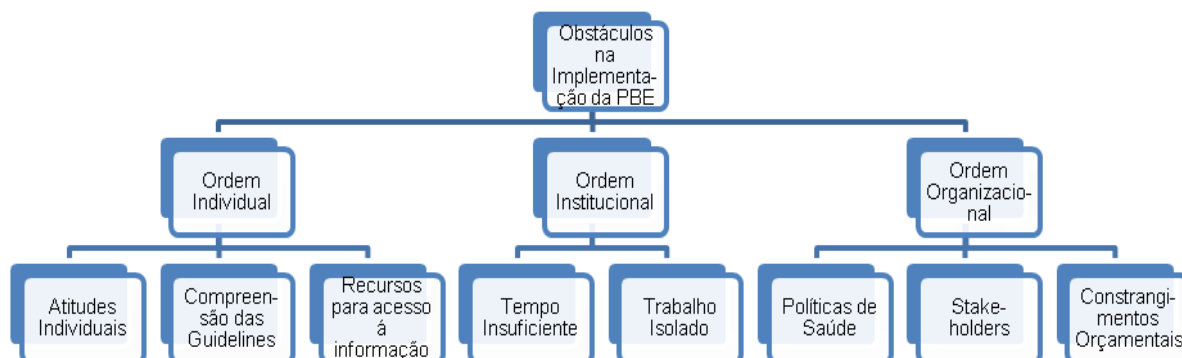 Obstáculos
na
Implementa-
ção da PBE
Ordem
Individual
Ordem
Institucional
Ordem
Organizacio-
nal
Atitudes
Individuais
Compreen-
são das
Guidelines
Recursos
para acesso
á
informação
Tempo
Insuficiente
Trabalho
Isolado
Políticas de
Saúde
Stake-
holders
Constrangi-
mentos
Orçamentais